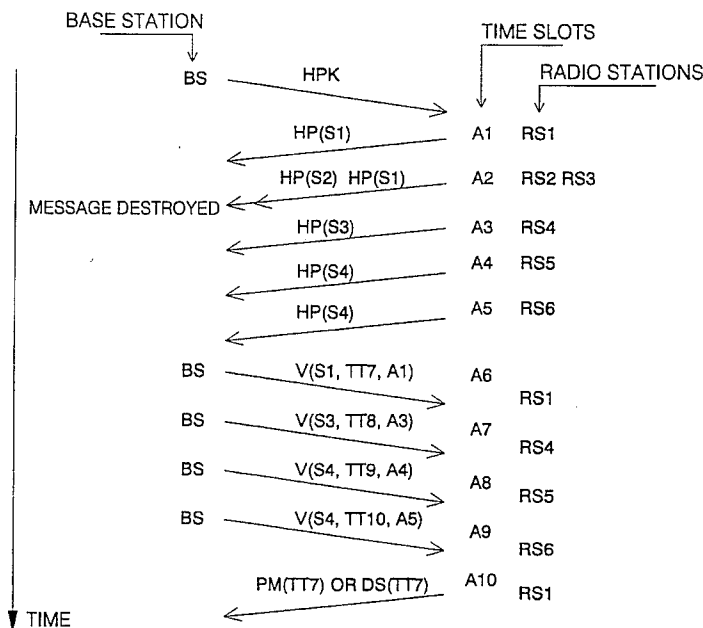 BASE STATION
TIME SLOTS
RADIO STATIONS
BS HPK
HP(S1) A1 RS1
HP(S2) HP(S1) A2 RS2 RS3
MESSAGE DESTROYED
HP(S3) A3 RS4
HP(S4) A4 RS5
HP(S4) A5 RS6
BS V(S1, TT7, A1) A6
RS1
BS V(S3, TT8, A3) A7
RS4
BS V(S4, TT9, A4) A8
RS5
BS V(S4, TT10, A5) A9
RS6
PM(TT7) OR DS(TT7) A10 RS1
TIME